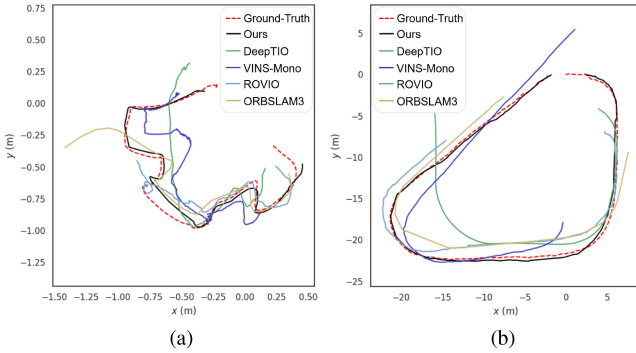 0.75
0.50
0.25
0.00
-0.25
-0.50
-0.75
-1.00
-1.25
y (m)
-1.50 -1.25 -1.00 -0.75 -0.50 -0.25 0.00 0.25 0.50
x (m)
Ground-Truth
Ours
DeepTIO
VINS-Mono
ROVIO
ORBSLAM3
(a)
5
0
-5
-10
-15
-20
-25
y (m)
-20 -15 -10 -5 0 5
x (m)
Ground-Truth
Ours
DeepTIO
VINS-Mono
ROVIO
ORBSLAM3
(b)